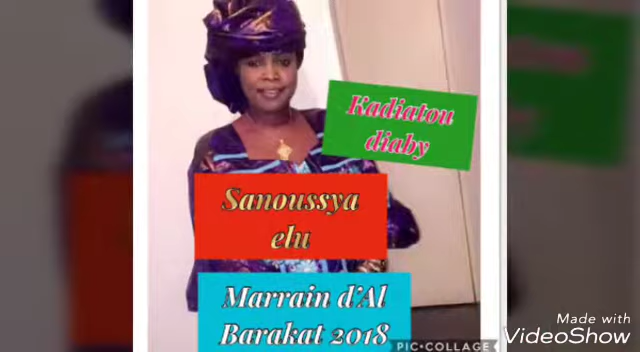 Kadiatou
diaby
Sanoussya
elu
Marrain d'Al
Barakat 2018
PIC•COLLAGE
Made with
VideoShow